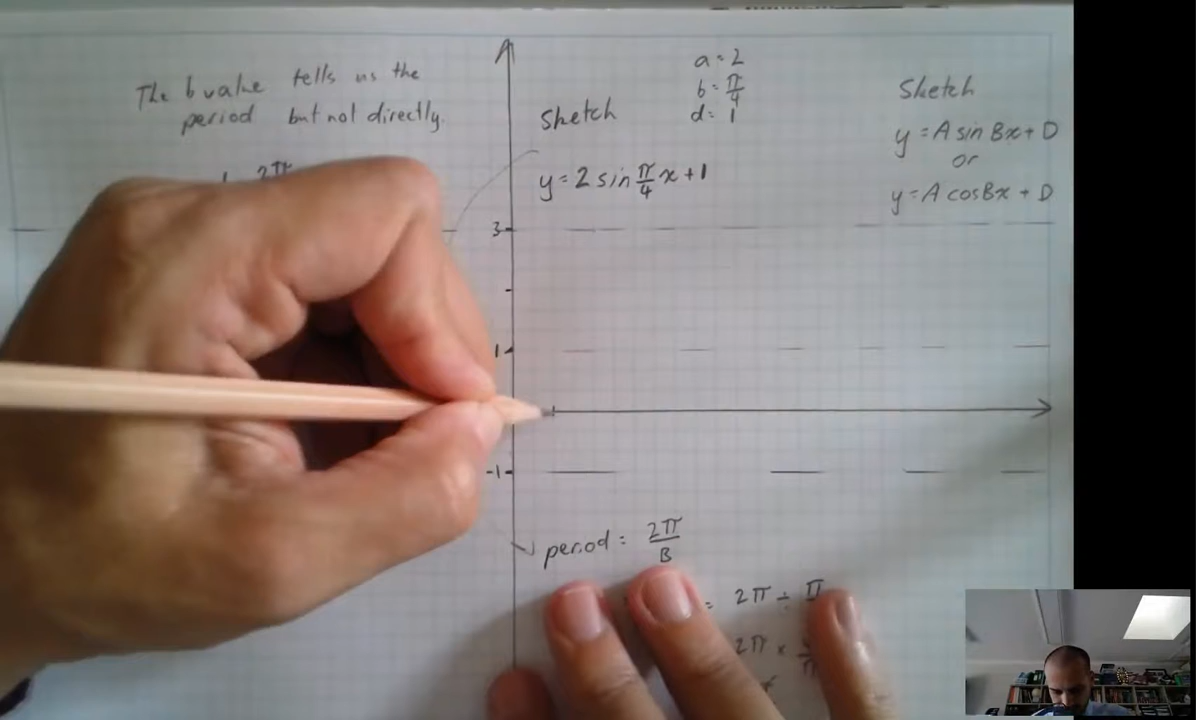 The b value tells us the
period but not directly.
2π
Sketch
y = 2 sin π/4 x + 1
a = 2
b = π/4
d = 1
Sketch
y = A sin Bx + D
or
y = A cos Bx + D
3
1
-1
period = 2π/B
= 2π ÷ π
2π ×